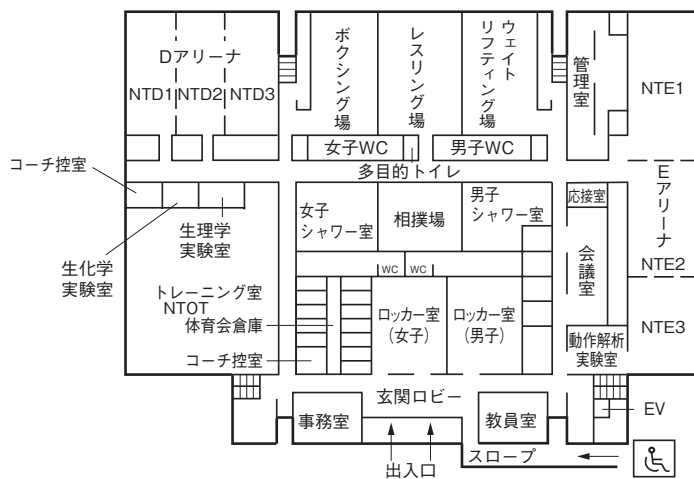 Dアリーナ
NTD1
NTD2
NTD3
ボクシング場
レスリング場
ウェイト
リフティング場
管理室
NTE1
女子WC
男子WC
コーチ控室
多目的トイレ
Eアリーナ
生理学
実験室
生化学
実験室
女子
シャワー室
相撲場
男子
シャワー室
応接室
会議室
NTE2
WC
WC
トレーニング室
NTOT
体育会倉庫
コーチ控室
ロッカー室
(女子)
ロッカー室
(男子)
動作解析
実験室
NTE3
玄関ロビー
事務室
教員室
EV
出入口
スロープ